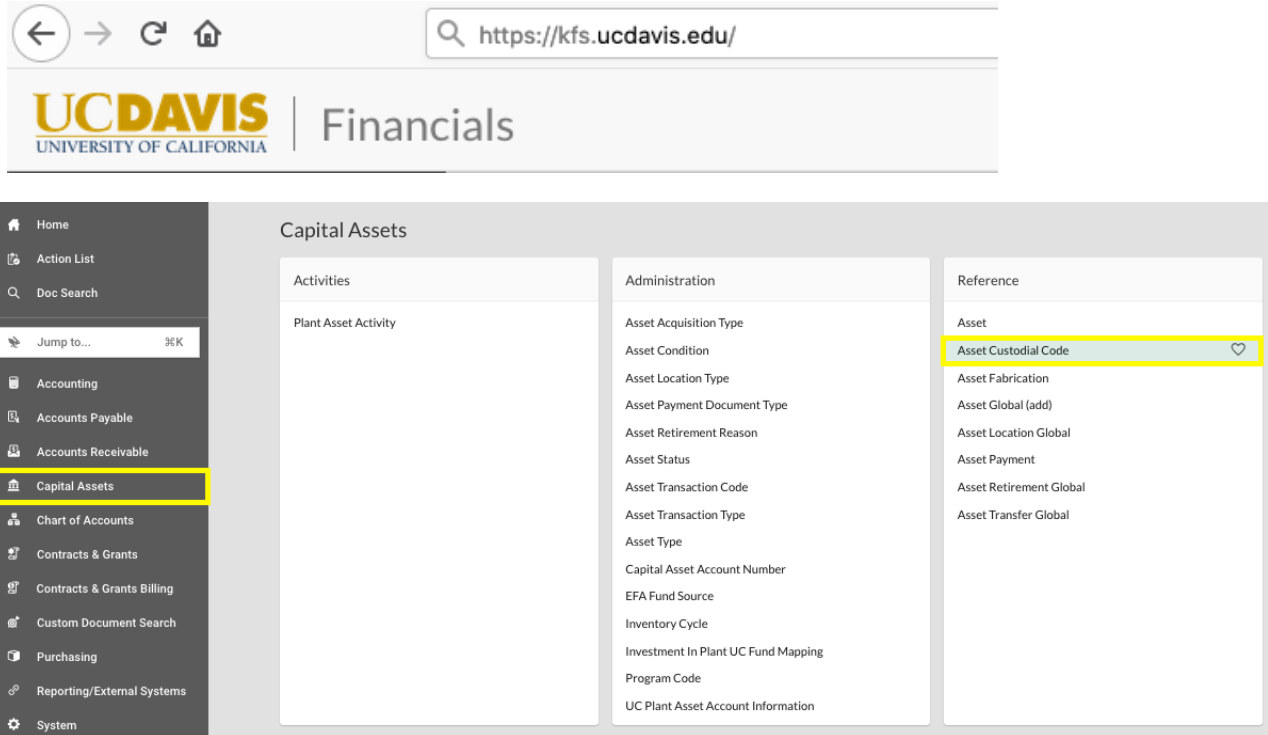 https://kfs.ucdavis.edu/
UCDAVIS
UNIVERSITY OF CALIFORNIA
Financials
Home
Action List
Doc Search
Jump to... ⌘K
Accounting
Accounts Payable
Accounts Receivable
Capital Assets
Chart of Accounts
Contracts & Grants
Contracts & Grants Billing
Custom Document Search
Purchasing
Reporting/External Systems
System
Capital Assets
Activities
Plant Asset Activity
Administration
Asset Acquisition Type
Asset Condition
Asset Location Type
Asset Payment Document Type
Asset Retirement Reason
Asset Status
Asset Transaction Code
Asset Transaction Type
Asset Type
Capital Asset Account Number
EFA Fund Source
Inventory Cycle
Investment In Plant UC Fund Mapping
Program Code
UC Plant Asset Account Information
Reference
Asset
Asset Custodial Code
Asset Fabrication
Asset Global (add)
Asset Location Global
Asset Payment
Asset Retirement Global
Asset Transfer Global